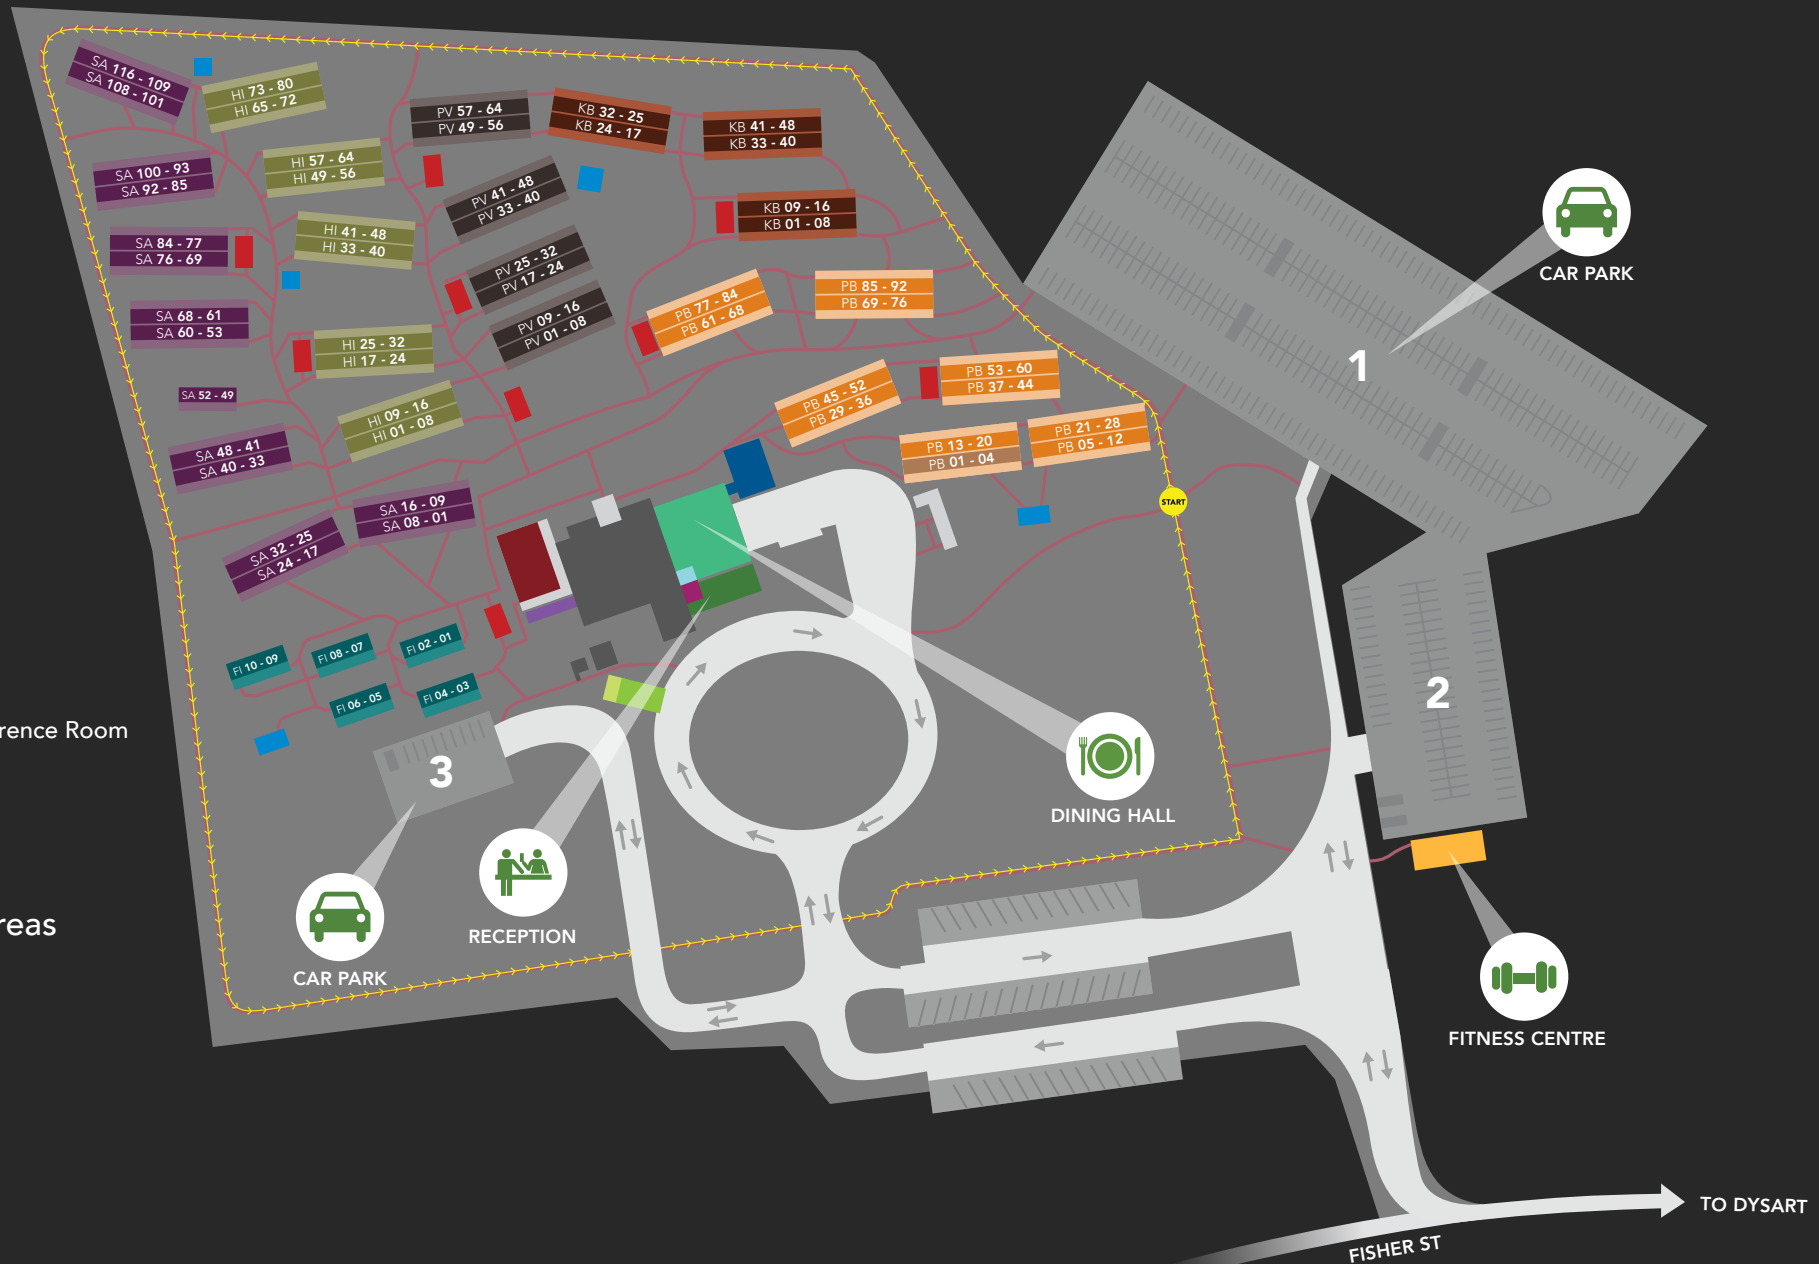 SA 116 - 109
SA 108 - 101
HI 73 - 80
HI 65 - 72
PV 57 - 64
PV 49 - 56
KB 32 - 25
KB 24 - 17
KB 41 - 48
KB 33 - 40
SA 100 - 93
SA 92 - 85
HI 57 - 64
HI 49 - 56
PV 41 - 48
PV 33 - 40
KB 09 - 16
KB 01 - 08
SA 84 - 77
SA 76 - 69
HI 41 - 48
HI 33 - 40
PV 25 - 32
PV 17 - 24
CAR PARK
PB 77 - 84
PB 61 - 68
PB 85 - 92
PB 69 - 76
SA 68 - 61
SA 60 - 53
HI 25 - 32
HI 17 - 24
PV 09 - 16
PV 01 - 08
1
SA 52 - 49
HI 09 - 16
HI 01 - 08
PB 45 - 52
PB 29 - 36
PB 53 - 60
PB 37 - 44
SA 48 - 41
SA 40 - 33
PB 13 - 20
PB 01 - 04
PB 21 - 28
PB 05 - 12
SA 16 - 09
SA 08 - 01
START
SA 32 - 25
SA 24 - 17
FI 10 - 09
FI 08 - 07
FI 02 - 01
FI 06 - 05
FI 04 - 03
2
rence Room
3
DINING HALL
reas
RECEPTION
CAR PARK
FITNESS CENTRE
TO DYSART
FISHER ST